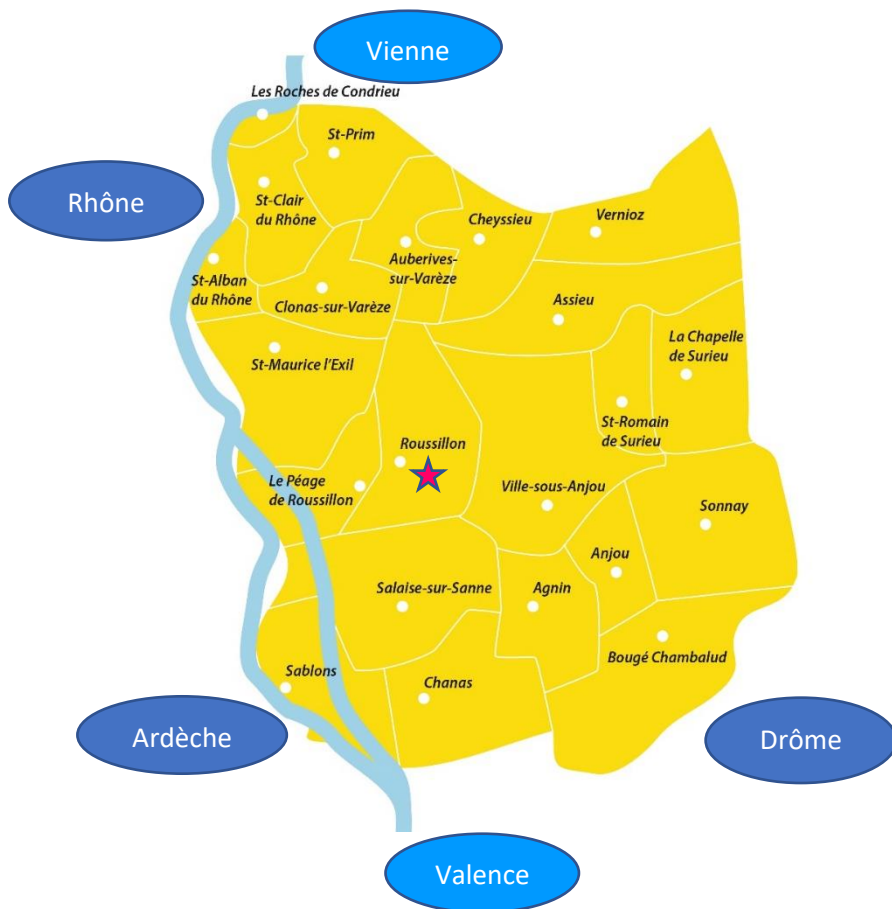 Vienne
Les Roches de Condrieu
St-Prim
Rhône
St-Clair
du Rhône
Cheyssieu
Vernioz
Auberives-
sur-Varèze
St-Alban
du Rhône
Clonas-sur-Varèze
Assieu
La Chapelle
de Surieu
St-Maurice l'Exil
St-Romain
de Surieu
Roussillon
Le Péage
de Roussillon
Ville-sous-Anjou
Sonnay
Anjou
Salaise-sur-Sanne
Agnin
Bougé Chambalud
Sablons
Chanas
Ardèche
Drôme
Valence